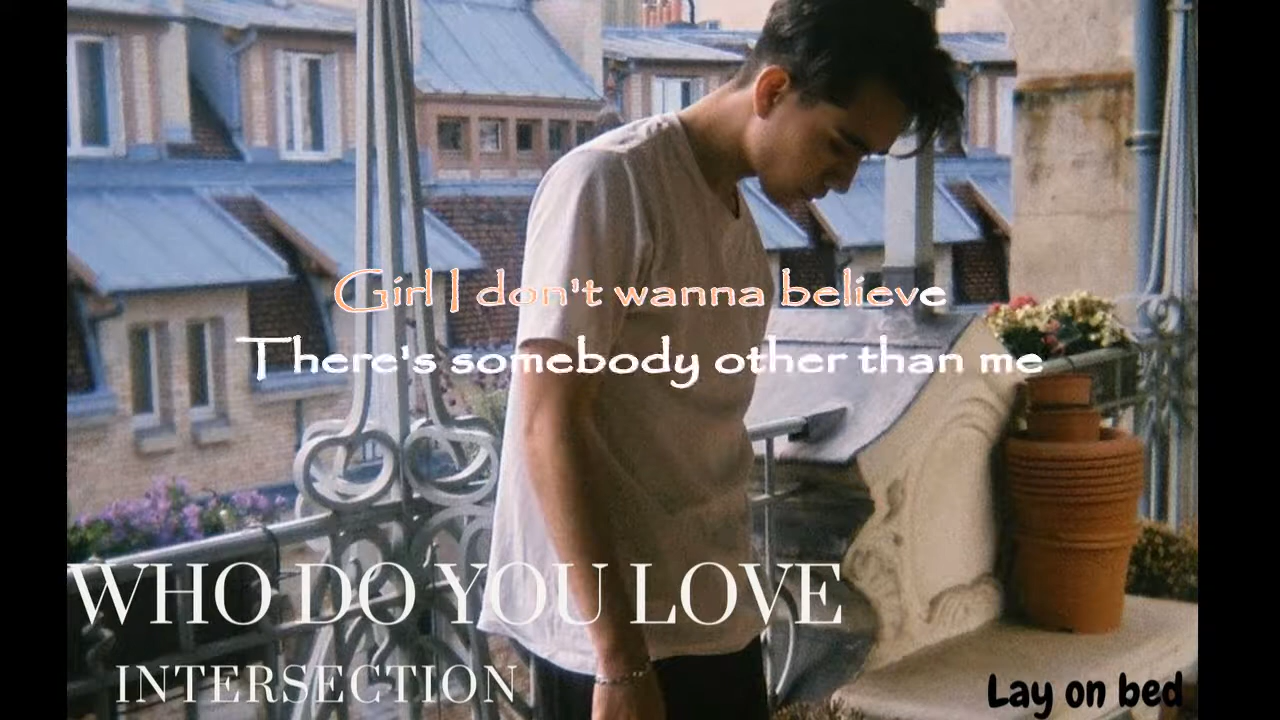 Girl I don't wanna believe
There's somebody other than me
WHO DO YOU LOVE
INTERSECTION
Lay on bed